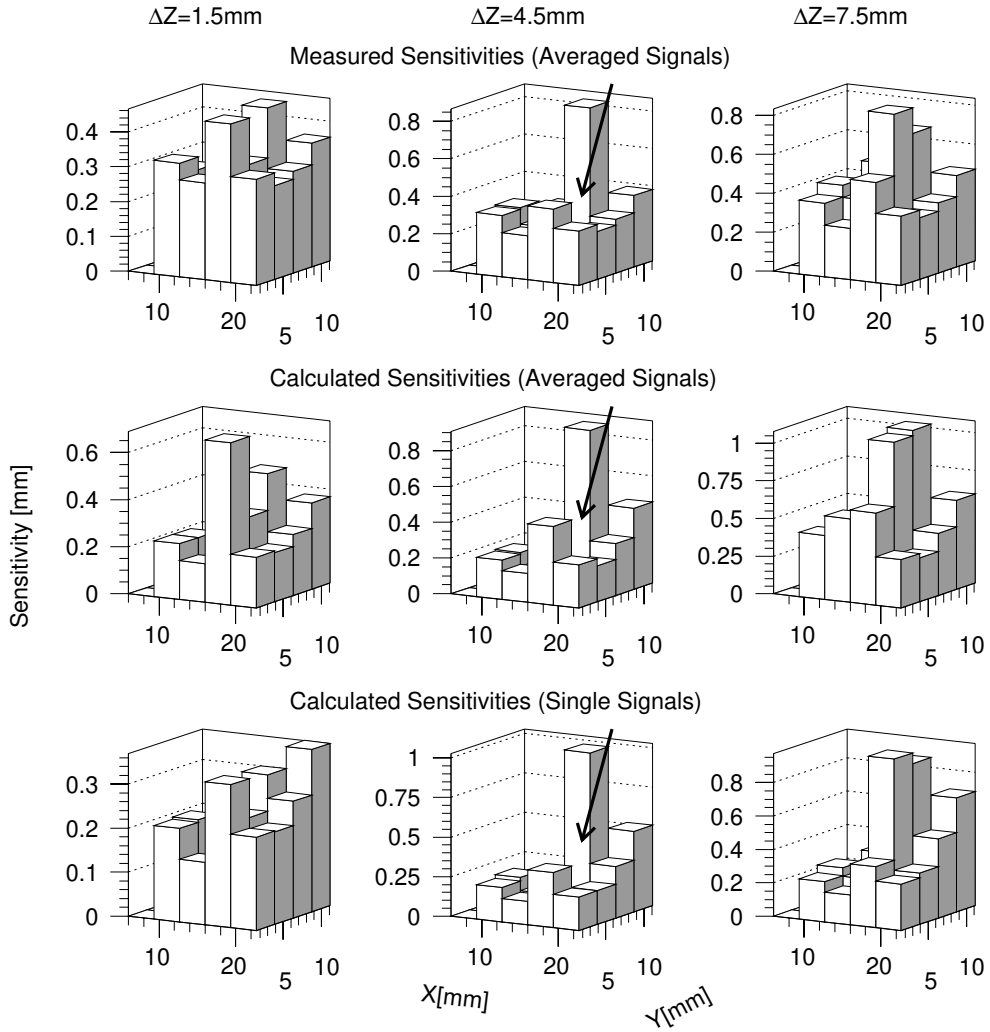 ΔZ=1.5mm ΔZ=4.5mm ΔZ=7.5mm
Measured Sensitivities (Averaged Signals)
0.4 0.3 0.2 0.1 0 10 20 5 10
0.8 0.6 0.4 0.2 0 10 20 5 10
0.8 0.6 0.4 0.2 0 10 20 5 10
Calculated Sensitivities (Averaged Signals)
0.6 0.4 0.2 0 10 20 5 10
0.8 0.6 0.4 0.2 0 10 20 5 10
1 0.75 0.5 0.25 0 10 20 5 10
Sensitivity [mm]
Calculated Sensitivities (Single Signals)
0.3 0.2 0.1 0 10 20 5 10
1 0.75 0.5 0.25 0 10 20 5 10
0.8 0.6 0.4 0.2 0 10 20 5 10
X[mm] Y[mm]